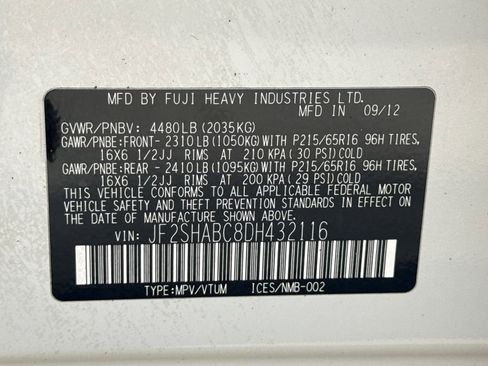 MFD BY FUJI HEAVY INDUSTRIES LTD.
09/12
GVWR/PNBV: 4480LB(2035KG)
GAWR/PNBE:FRONT- 2310LB(1050KG)WITH P215/65R16 96H TIRES,
16X6 1/2JJ RIMS AT 210 KPA( 30 PSI)COLD
GAWR/PNBE:REAR - 2410LB(1095KG)WITH P215/65R16 96H TIRES,
16X6 1/2JJ RIMS AT 200 KPA( 29 PSI)COLD
THIS VEHICLE CONFORMS TO ALL APPLICABLE FEDERAL MOTOR
VEHICLE SAFETY AND BUMPER STANDARDS IN EFFECT ON THE
DATE OF MANUFACTURE SHOWN ABOVE.
VIN: JF2SHABC8DH432116
TYPE:MPV/VTUM ICES/NMB-002